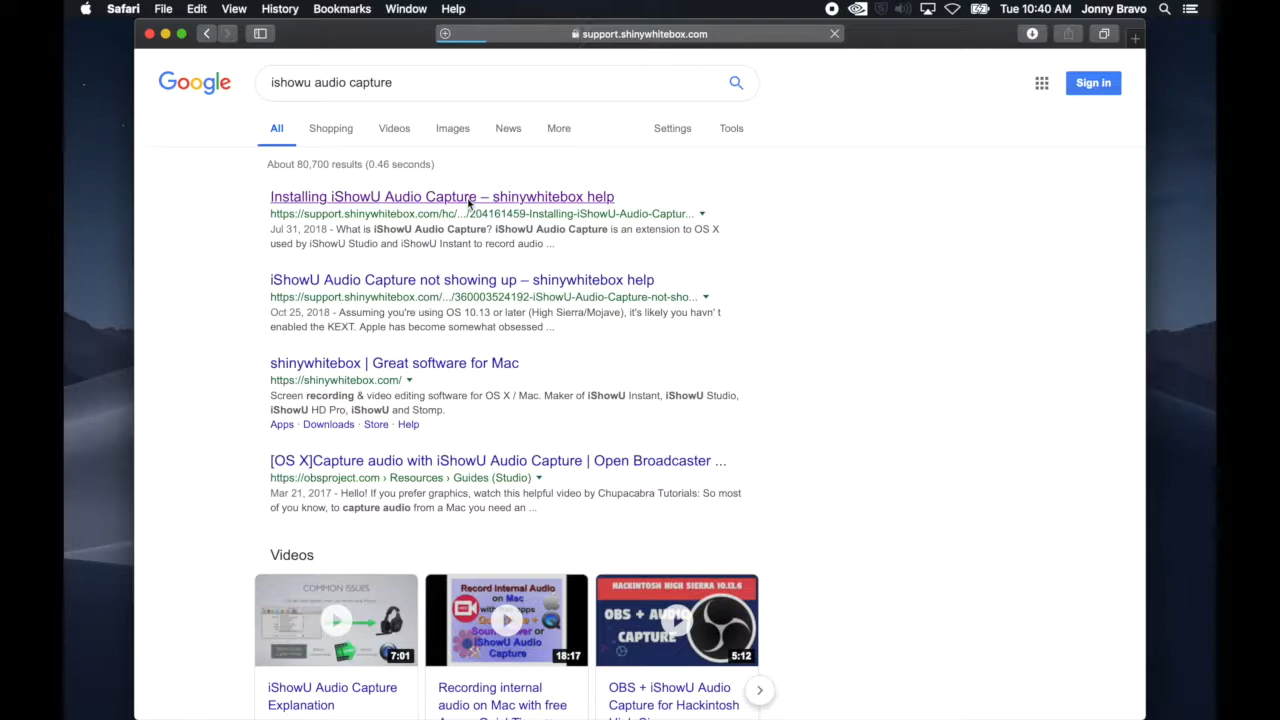 Safari File Edit View History Bookmarks Window Help Tue 10:40 AM Jonny Bravo
support.shinywhitebox.com
Google ishowu audio capture Sign in
All Shopping Videos Images News More Settings Tools
About 80,700 results (0.46 seconds)
Installing iShowU Audio Capture – shinywhitebox help
https://support.shinywhitebox.com/hc/.../204161459-Installing-iShowU-Audio-Captur...
Jul 31, 2018 - What is iShowU Audio Capture? iShowU Audio Capture is an extension to OS X
used by iShowU Studio and iShowU Instant to record audio ...
iShowU Audio Capture not showing up – shinywhitebox help
https://support.shinywhitebox.com/.../360003524192-iShowU-Audio-Capture-not-sho...
Oct 25, 2018 - Assuming you're using OS 10.13 or later (High Sierra/Mojave), it's likely you havn' t
enabled the KEXT. Apple has become somewhat obsessed ...
shinywhitebox | Great software for Mac
https://shinywhitebox.com/
Screen recording & video editing software for OS X / Mac. Maker of iShowU Instant, iShowU Studio,
iShowU HD Pro, iShowU and Stomp.
Apps · Downloads · Store · Help
[OS X]Capture audio with iShowU Audio Capture | Open Broadcaster ...
https://obsproject.com › Resources › Guides (Studio)
Mar 21, 2017 - Hello! If you prefer graphics, watch this helpful video by Chupacabra Tutorials: So most
of you know, to capture audio from a Mac you need an ...
Videos
COMMON ISSUES
7:01
Record Internal Audio
on Mac
iShowU Audio
Capture
18:17
HACKINTOSH HIGH SIERRA 10.13.6
OBS + AUDIO
CAPTURE
5:12
iShowU Audio Capture
Explanation
Recording internal
audio on Mac with free
OBS + iShowU Audio
Capture for Hackintosh